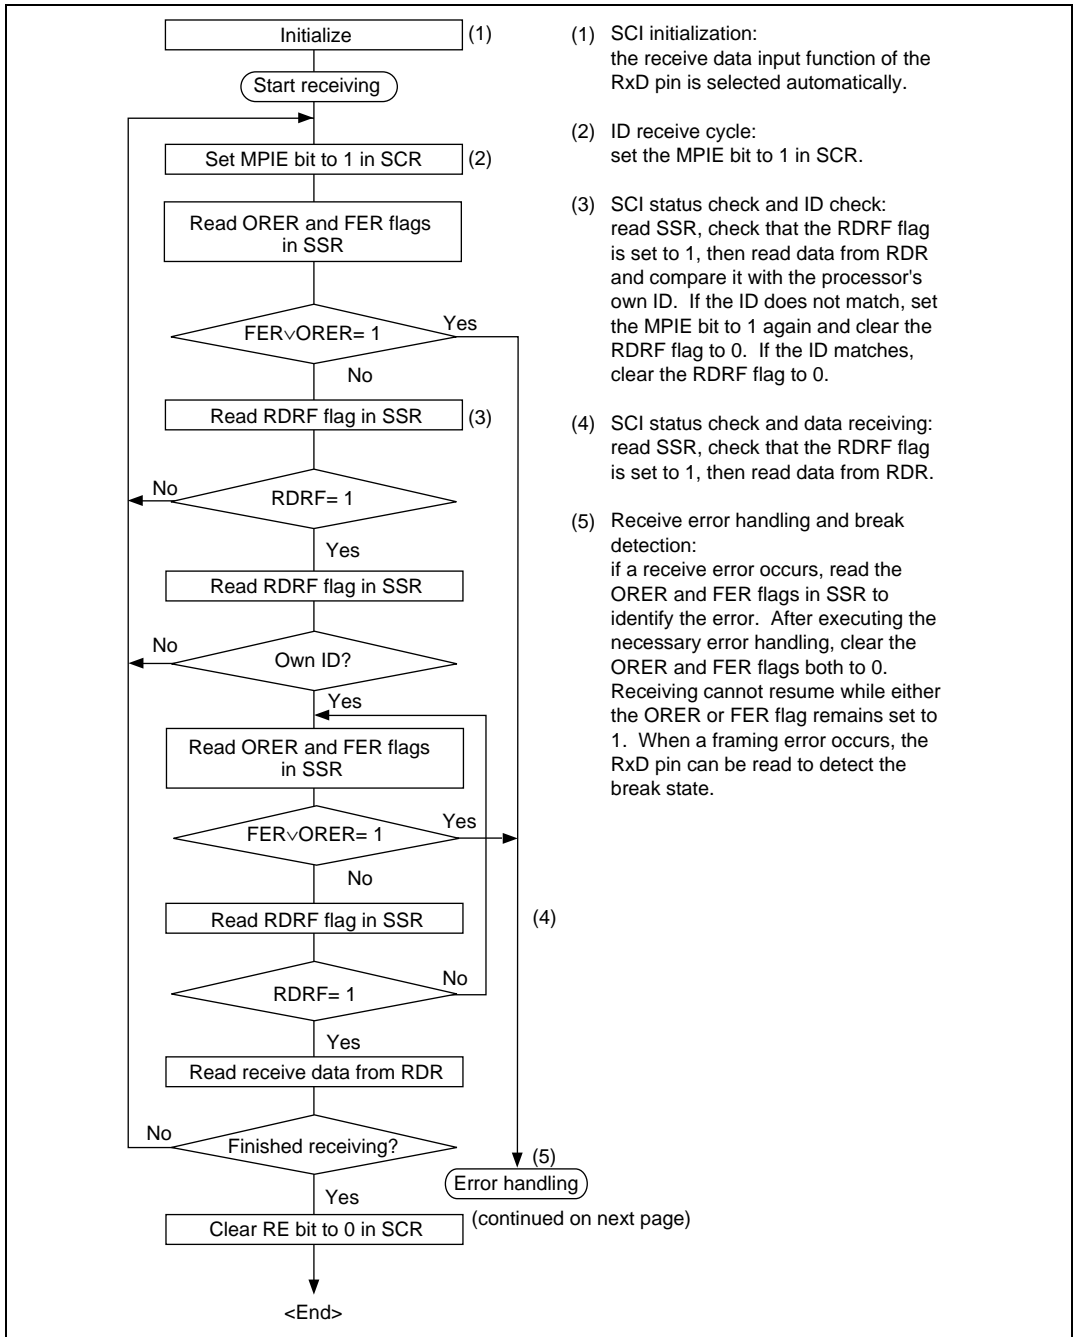 Initialize
(1)
Start receiving
Set MPIE bit to 1 in SCR
(2)
Read ORER and FER flags
in SSR
FER∨ORER= 1
Yes
No
Read RDRF flag in SSR
(3)
RDRF= 1
No
Yes
Read RDRF flag in SSR
Own ID?
No
Yes
Read ORER and FER flags
in SSR
FER∨ORER= 1
Yes
No
Read RDRF flag in SSR
(4)
RDRF= 1
No
Yes
Read receive data from RDR
Finished receiving?
No
Yes
(5)
Error handling
(continued on next page)
Clear RE bit to 0 in SCR
<End>
(1) SCI initialization:
the receive data input function of the
RxD pin is selected automatically.
(2) ID receive cycle:
set the MPIE bit to 1 in SCR.
(3) SCI status check and ID check:
read SSR, check that the RDRF flag
is set to 1, then read data from RDR
and compare it with the processor's
own ID. If the ID does not match, set
the MPIE bit to 1 again and clear the
RDRF flag to 0. If the ID matches,
clear the RDRF flag to 0.
(4) SCI status check and data receiving:
read SSR, check that the RDRF flag
is set to 1, then read data from RDR.
(5) Receive error handling and break
detection:
if a receive error occurs, read the
ORER and FER flags in SSR to
identify the error. After executing the
necessary error handling, clear the
ORER and FER flags both to 0.
Receiving cannot resume while either
the ORER or FER flag remains set to
1. When a framing error occurs, the
RxD pin can be read to detect the
break state.